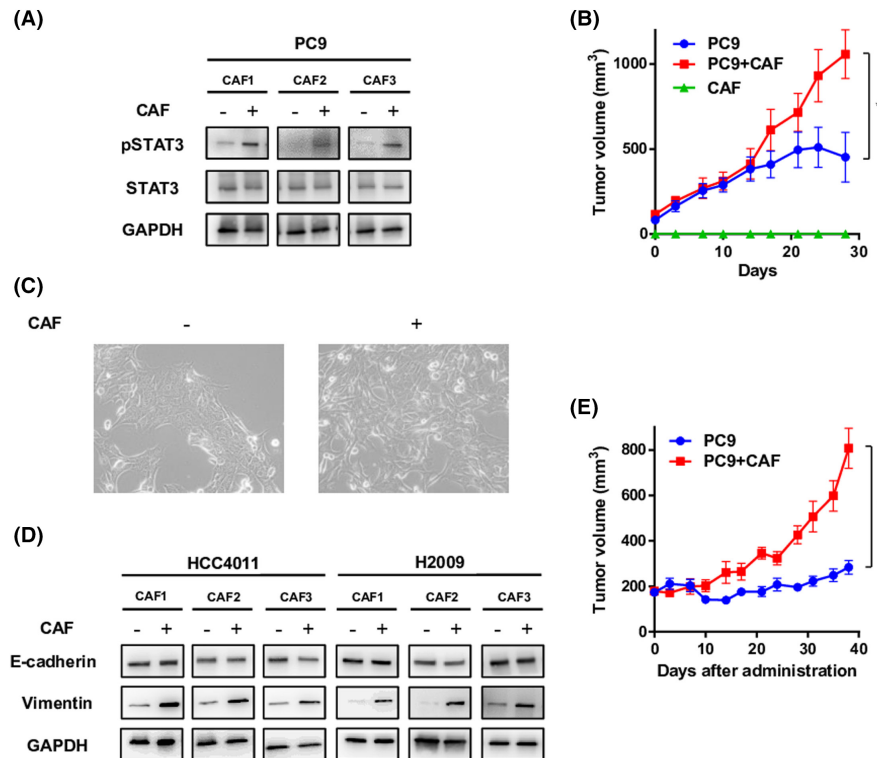 (A)
PC9
CAF1 CAF2 CAF3
CAF - + - + - +
pSTAT3
STAT3
GAPDH
(B)
PC9
PC9+CAF
CAF
Tumor volume (mm³)
1000
500
0
0 10 20 30
Days
(C)
CAF - +
(D)
HCC4011 H2009
CAF1 CAF2 CAF3 CAF1 CAF2 CAF3
CAF - + - + - + - + - + - +
E-cadherin
Vimentin
GAPDH
(E)
PC9
PC9+CAF
Tumor volume (mm³)
800
600
400
200
0
0 10 20 30 40
Days after administration